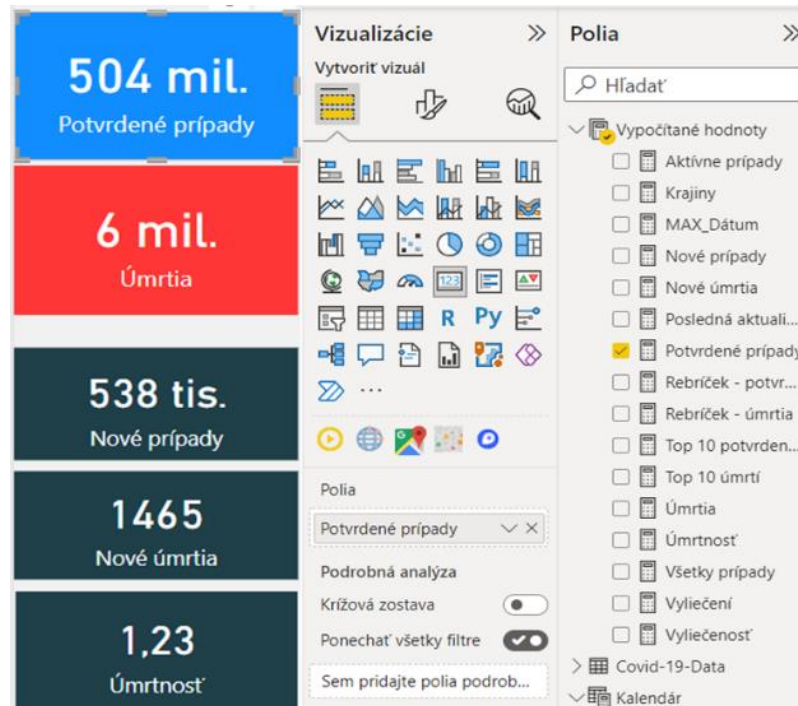 504 mil.
Potvrdené prípady
6 mil.
Úmrtia
538 tis.
Nové prípady
1465
Nové úmrtia
1,23
Úmrtnosť
Vizualizácie
Vytvoriť vizuál
123
R
Py
Polia
Potvrdené prípady
Podrobná analýza
Krížová zostava
Ponechať všetky filtre
Sem pridajte polia podrob...
Polia
Hľadať
Vypočítané hodnoty
Aktívne prípady
Krajiny
MAX_Dátum
Nové prípady
Nové úmrtia
Posledná aktuali...
Potvrdené prípady
Rebríček - potvr...
Rebríček - úmrtia
Top 10 potvrden...
Top 10 úmrtí
Úmrtia
Úmrtnosť
Všetky prípady
Vyliečení
Vyliečenosť
Covid-19-Data
Kalendár